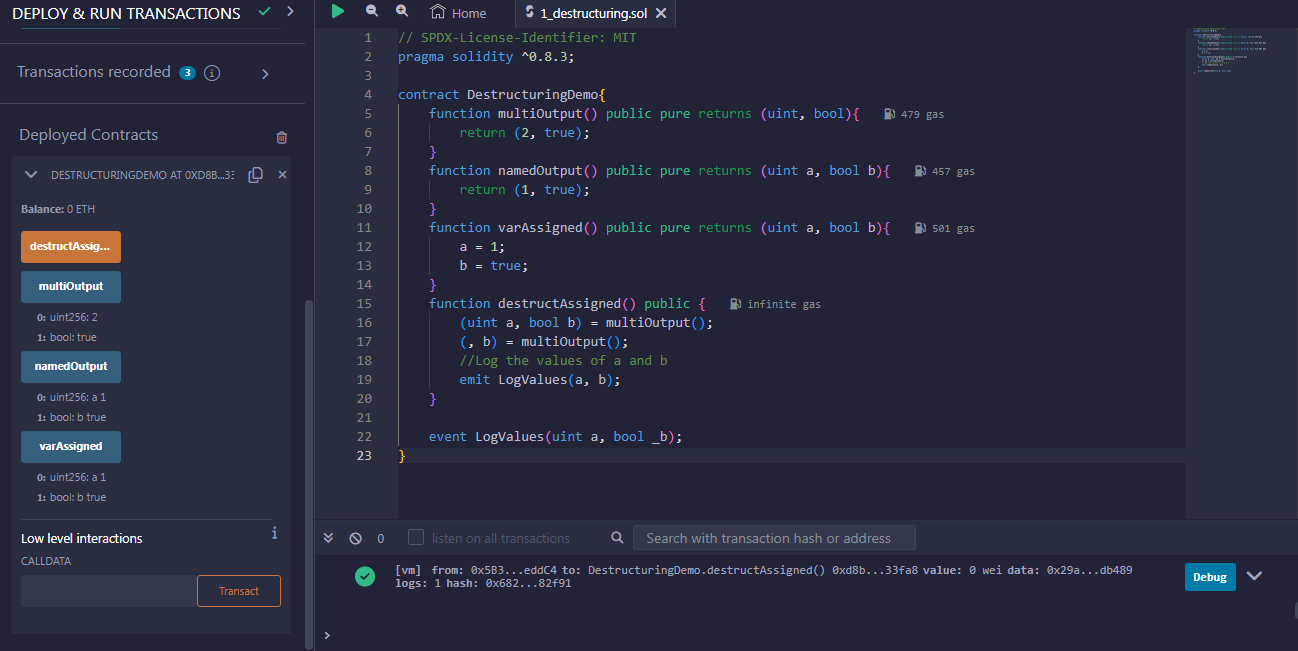 DEPLOY & RUN TRANSACTIONS
Transactions recorded 3 i
Deployed Contracts
DESTRUCTURINGDEMO AT 0XD8B...33
Balance: 0 ETH
destructAssig...
multiOutput
0: uint256: 2
1: bool: true
namedOutput
0: uint256: a 1
1: bool: b true
varAssigned
0: uint256: a 1
1: bool: b true
Low level interactions i
CALLDATA
Transact
Home 1_destructuring.sol
1 // SPDX-License-Identifier: MIT
2 pragma solidity ^0.8.3;
3
4 contract DestructuringDemo{
5 function multiOutput() public pure returns (uint, bool){ 479 gas
6 return (2, true);
7 }
8 function namedOutput() public pure returns (uint a, bool b){ 457 gas
9 return (1, true);
10 }
11 function varAssigned() public pure returns (uint a, bool b){ 501 gas
12 a = 1;
13 b = true;
14 }
15 function destructAssigned() public { infinite gas
16 (uint a, bool b) = multiOutput();
17 (, b) = multiOutput();
18 //Log the values of a and b
19 emit LogValues(a, b);
20 }
21
22 event LogValues(uint a, bool _b);
23 }
0 listen on all transactions Search with transaction hash or address
[vm] from: 0x5B3...eddC4 to: DestructuringDemo.destructAssigned() 0xd8b...33fa8 value: 0 wei data: 0x29a...db489
logs: 1 hash: 0x682...82f91
Debug
>